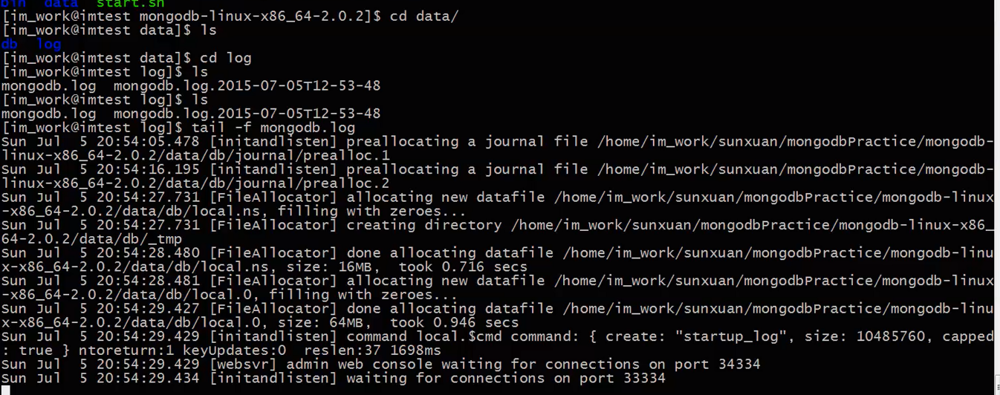 bin  data  start.sh
[im_work@imtest mongodb-linux-x86_64-2.0.2]$ cd data/
[im_work@imtest data]$ ls
db  log
[im_work@imtest data]$ cd log
[im_work@imtest log]$ ls
mongodb.log  mongodb.log.2015-07-05T12-53-48
[im_work@imtest log]$ ls
mongodb.log  mongodb.log.2015-07-05T12-53-48
[im_work@imtest log]$ tail -f mongodb.log
Sun Jul  5 20:54:05.478 [initandlisten] preallocating a journal file /home/im_work/sunxuan/mongodbPractice/mongodb-
linux-x86_64-2.0.2/data/db/journal/prealloc.1
Sun Jul  5 20:54:16.195 [initandlisten] preallocating a journal file /home/im_work/sunxuan/mongodbPractice/mongodb-
linux-x86_64-2.0.2/data/db/journal/prealloc.2
Sun Jul  5 20:54:27.731 [FileAllocator] allocating new datafile /home/im_work/sunxuan/mongodbPractice/mongodb-linux
-x86_64-2.0.2/data/db/local.ns, filling with zeroes...
Sun Jul  5 20:54:27.731 [FileAllocator] creating directory /home/im_work/sunxuan/mongodbPractice/mongodb-linux-x86_
64-2.0.2/data/db/_tmp
Sun Jul  5 20:54:28.480 [FileAllocator] done allocating datafile /home/im_work/sunxuan/mongodbPractice/mongodb-linu
x-x86_64-2.0.2/data/db/local.ns, size: 16MB,  took 0.716 secs
Sun Jul  5 20:54:28.481 [FileAllocator] allocating new datafile /home/im_work/sunxuan/mongodbPractice/mongodb-linux
-x86_64-2.0.2/data/db/local.0, filling with zeroes...
Sun Jul  5 20:54:29.427 [FileAllocator] done allocating datafile /home/im_work/sunxuan/mongodbPractice/mongodb-linu
x-x86_64-2.0.2/data/db/local.0, size: 64MB,  took 0.946 secs
Sun Jul  5 20:54:29.429 [initandlisten] command local.$cmd command: { create: "startup_log", size: 10485760, capped
: true } ntoreturn:1 keyUpdates:0  reslen:37 1698ms
Sun Jul  5 20:54:29.429 [websvr] admin web console waiting for connections on port 34334
Sun Jul  5 20:54:29.434 [initandlisten] waiting for connections on port 33334